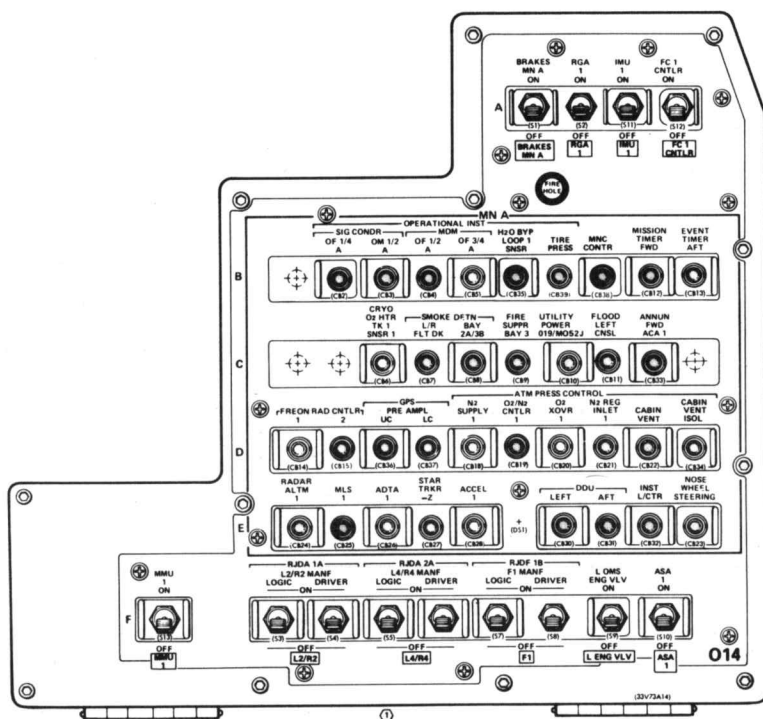 BRAKES RGA IMU FC 1
MN A 1 1 CNTLR
ON ON ON ON
A
(S1) (S2) (S11) (S12)
OFF OFF OFF OFF
BRAKES RGA IMU FC 1
MN A 1 1 CNTLR
FIRE
HOLE
MN A
OPERATIONAL INST
SIG CONDR MDM H2O BYP MISSION EVENT
OF 1/4 OM 1/2 OF 1/2 OF 3/4 LOOP 1 TIRE MNC TIMER TIMER
A A A A SNSR PRESS CONTR FWD AFT
B
(CB2) (CB3) (CB4) (CB5) (CB35) (CB39) (CB12) (CB13)
CRYO
O2 HTR SMOKE DETN FIRE UTILITY FLOOD ANNUN
TK 1 L/R BAY SUPPR POWER LEFT FWD
SNSR 1 FLT DK 2A/3B BAY 3 019/MO52J CNSL ACA 1
C
(CB6) (CB7) (CB8) (CB9) (CB10) (CB11) (CB33)
ATM PRESS CONTROL
GPS N2 O2/N2 O2 N2 REG CABIN
FREON RAD CNTLR PRE AMPL SUPPLY CNTLR XOVR INLET CABIN VENT
1 2 UC LC 1 1 1 1 VENT ISOL
D
(CB14) (CB15) (CB36) (CB37) (CB18) (CB19) (CB20) (CB21) (CB22) (CB34)
RADAR STAR NOSE
ALTM MLS ADTA TRKR ACCEL DDU INST WHEEL
1 1 1 -Z 1 LEFT AFT L/CTR STEERING
E
(DS1)
(CB24) (CB25) (CB26) (CB27) (CB28) (CB30) (CB31) (CB32) (CB23)
RJDA 1A RJDA 2A RJDF 1B
MMU L2/R2 MANF L4/R4 MANF F1 MANF L OMS ASA
1 LOGIC DRIVER LOGIC DRIVER LOGIC DRIVER ENG VLV 1
ON ON ON ON ON ON
F
(S13) (S3) (S4) (S5) (S7) (S8) (S9) (S10)
OFF OFF OFF OFF OFF OFF
MMU L2/R2 L4/R4 F1 L ENG VLV ASA
1 1
O14
(33V73A14)
1